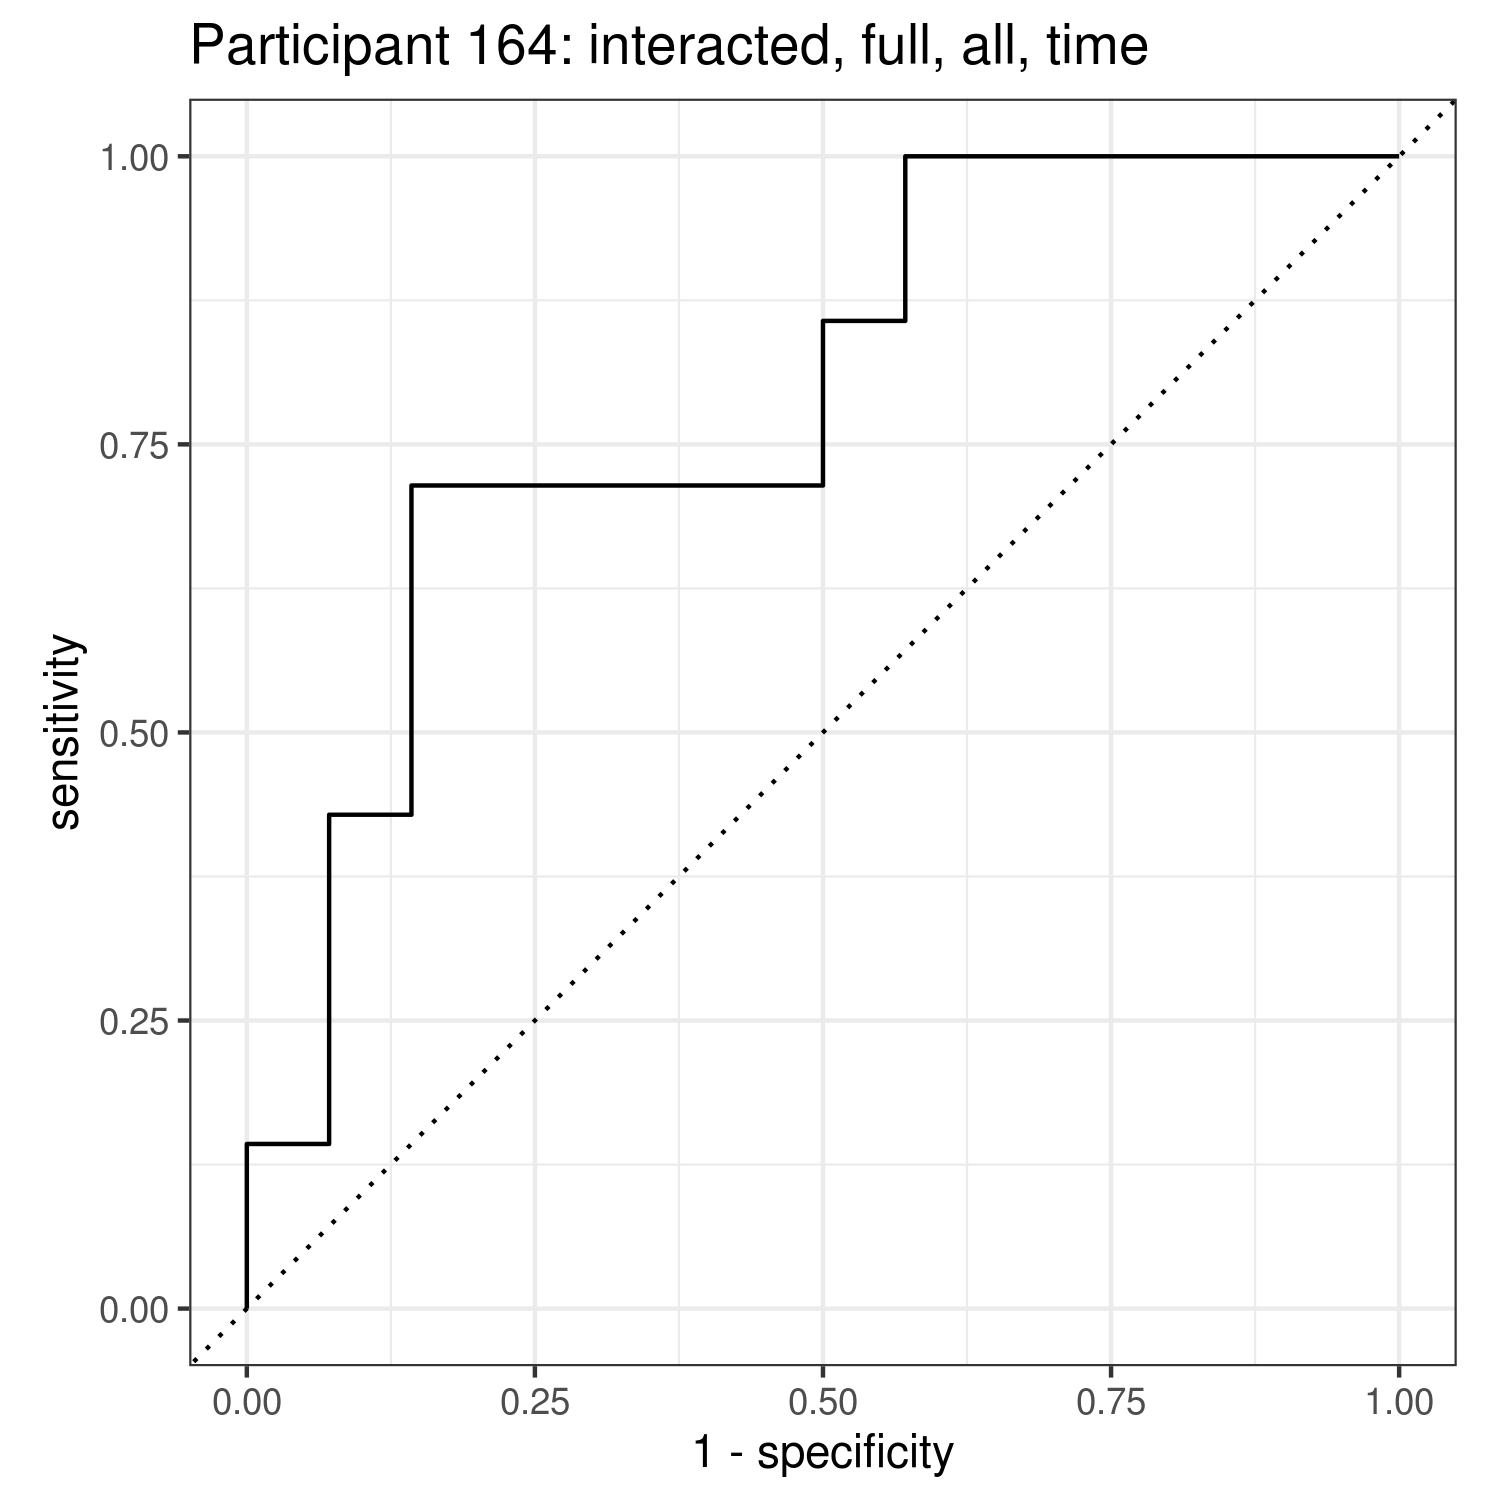 Participant 164: interacted, full, all, time
1.00
0.75
0.50
0.25
0.00
sensitivity
0.00 0.25 0.50 0.75 1.00
1 - specificity